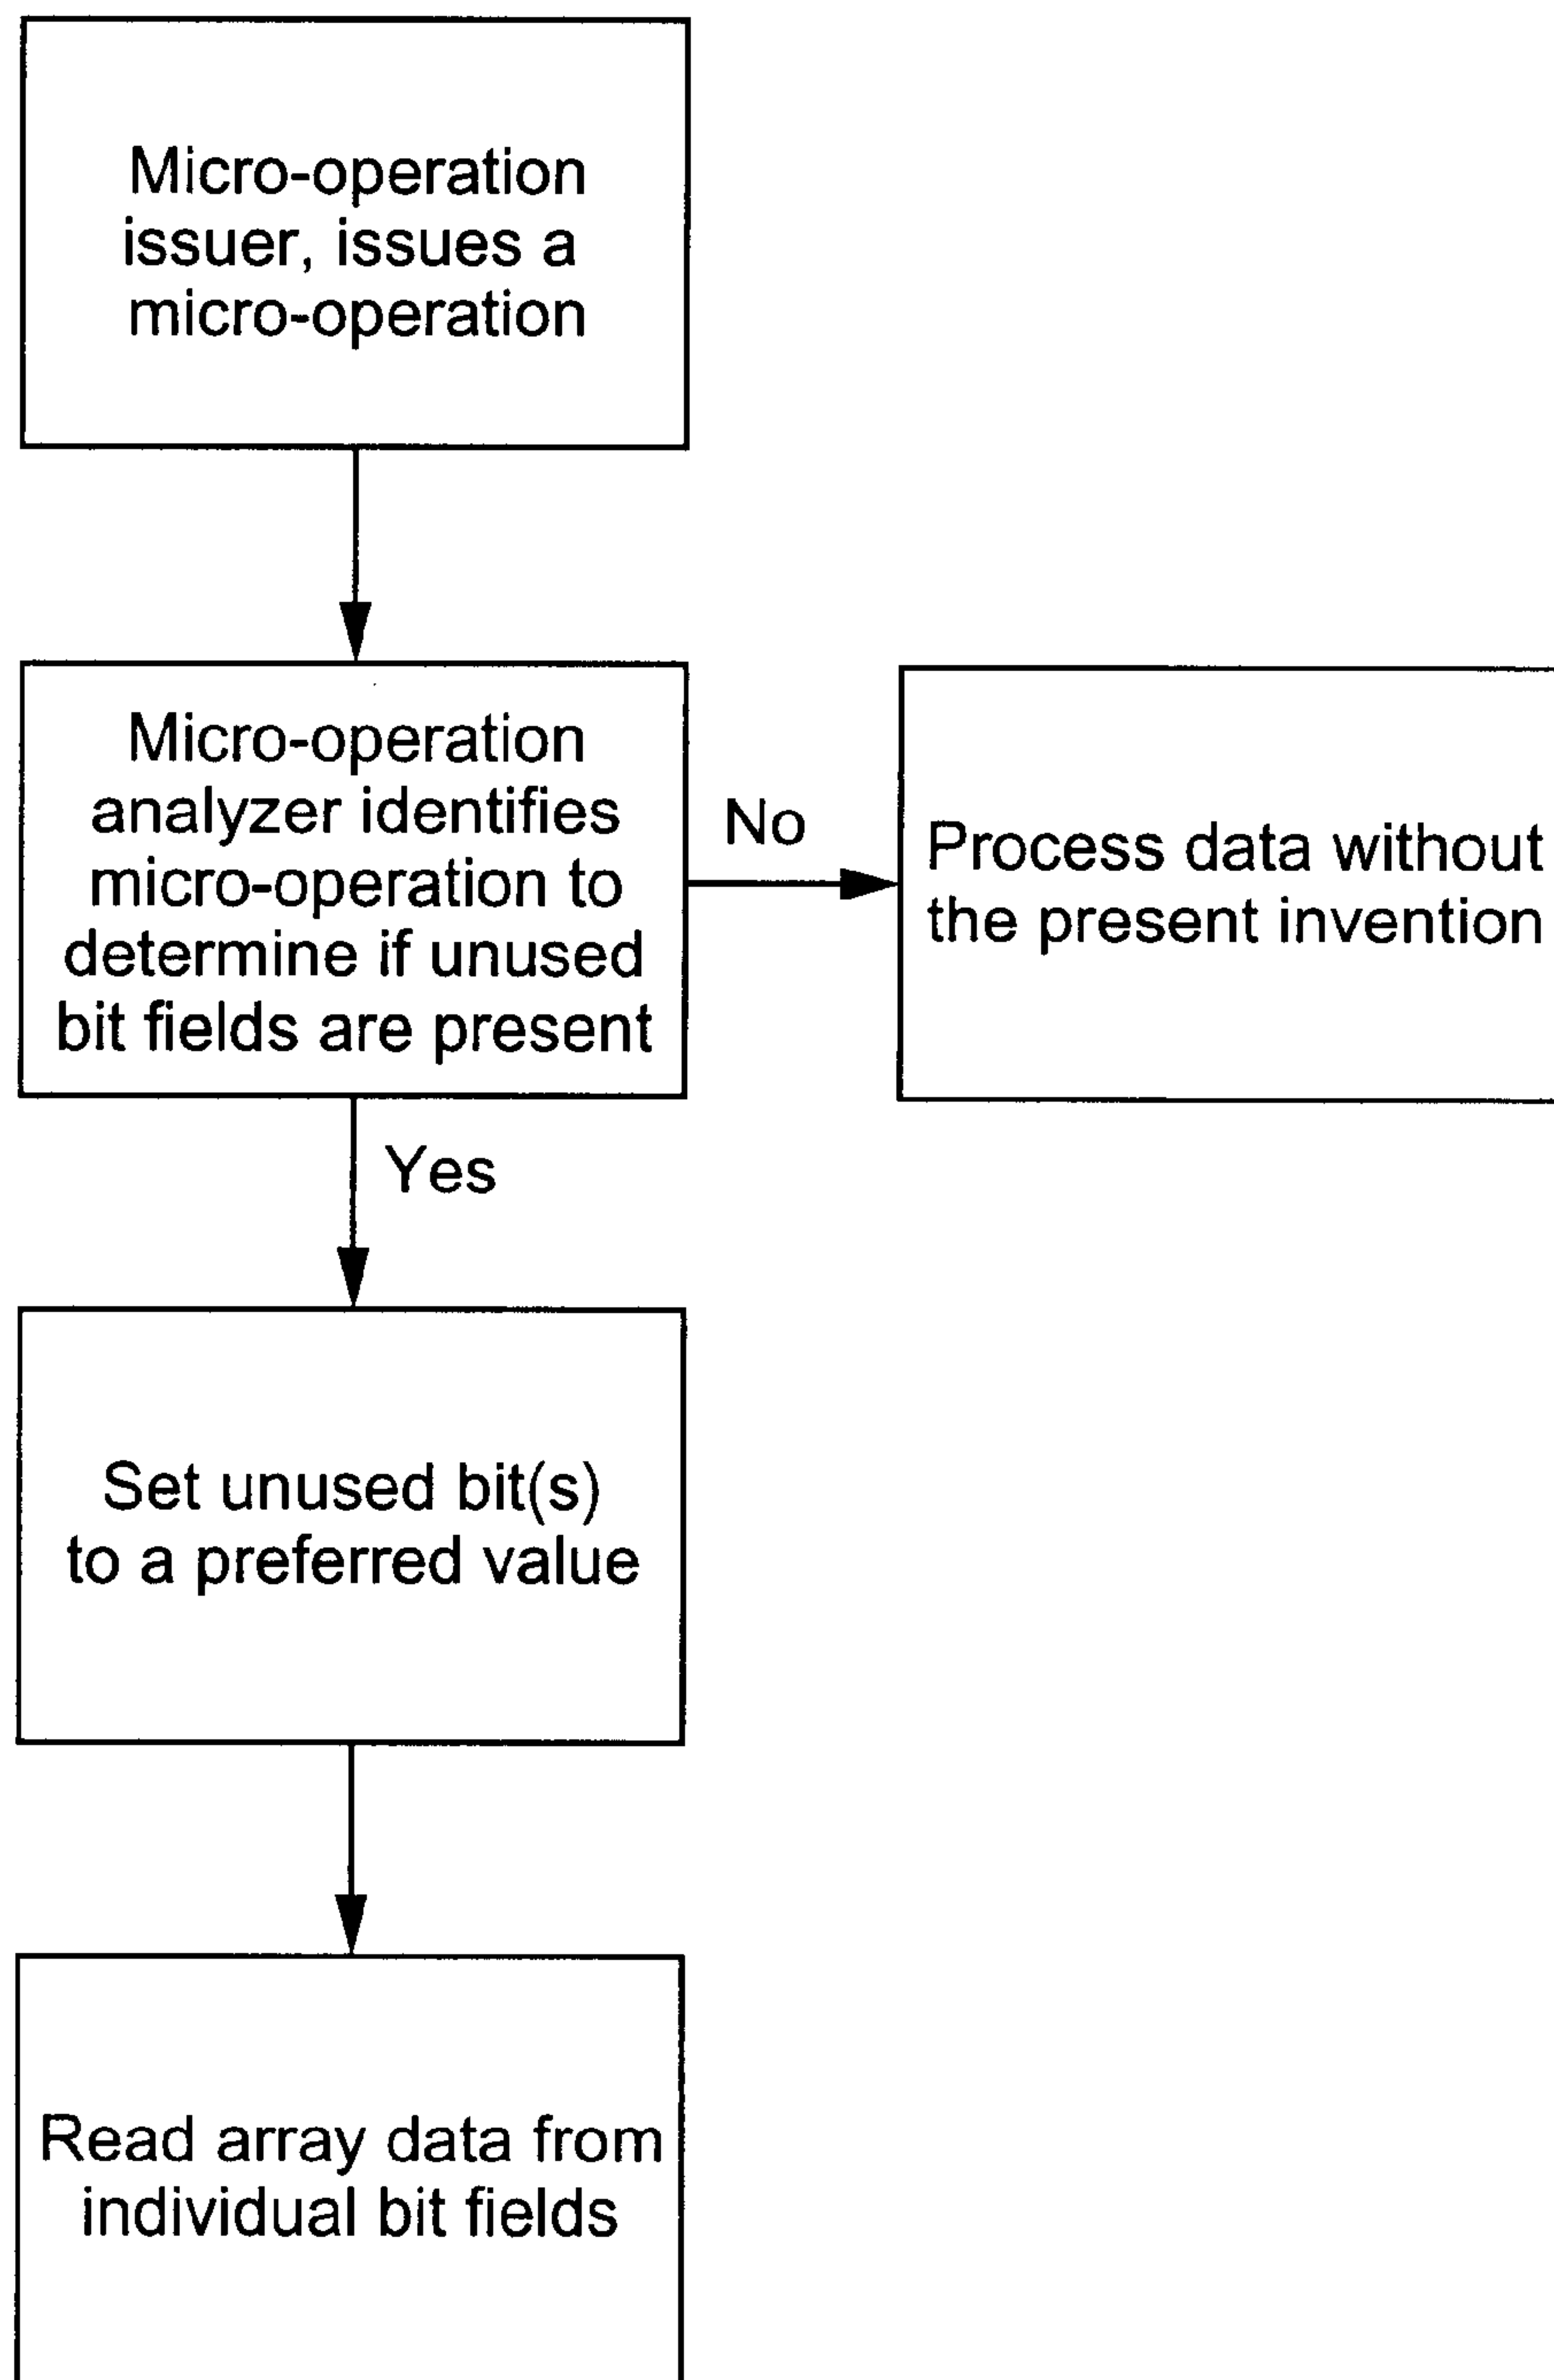 Micro-operation
issuer, issues a
micro-operation
Micro-operation
analyzer identifies
micro-operation to
determine if unused
bit fields are present
No
Process data without
the present invention
Yes
Set unused bit(s)
to a preferred value
Read array data from
individual bit fields